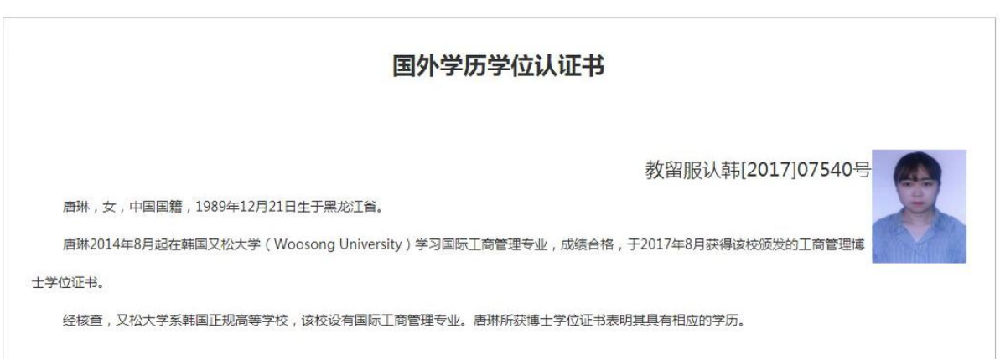 国外学历学位认证书
教留服认韩[2017]07540号
唐琳，女，中国国籍，1989年12月21日生于黑龙江省。
唐琳2014年8月起在韩国又松大学（Woosong University）学习国际工商管理专业，成绩合格，于2017年8月获得该校颁发的工商管理博
士学位证书。
经核查，又松大学系韩国正规高等学校，该校设有国际工商管理专业。唐琳所获博士学位证书表明其具有相应的学历。